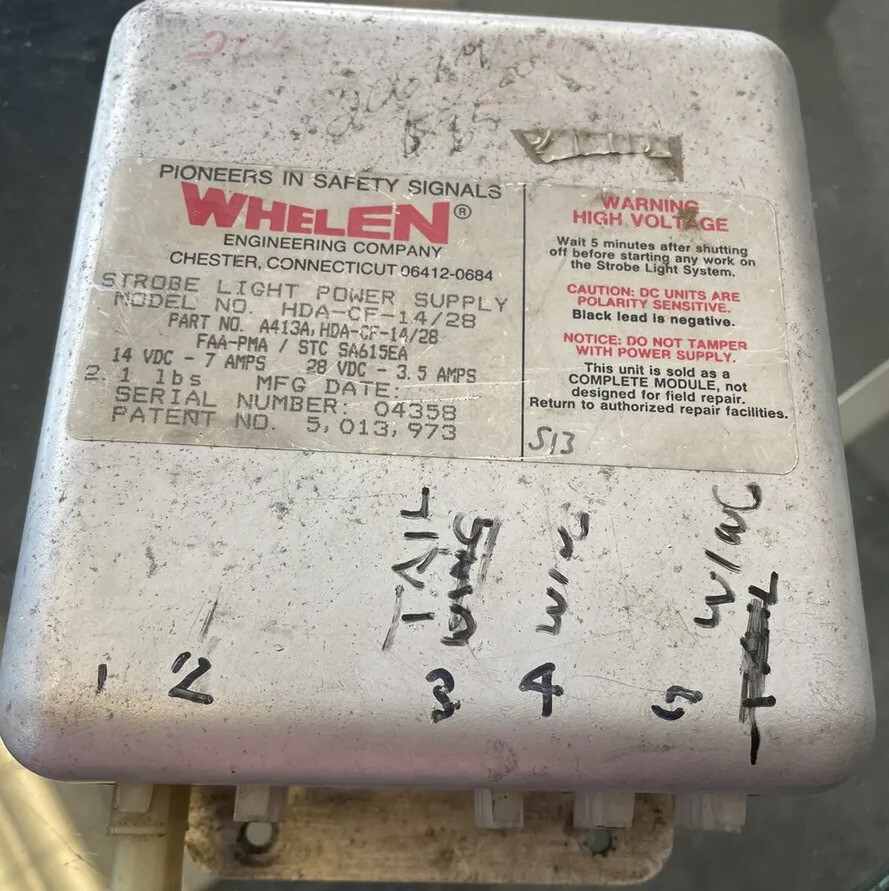 PIONEERS IN SAFETY SIGNALS
WHELEN®
ENGINEERING COMPANY
CHESTER, CONNECTICUT 06412-0684
STROBE LIGHT POWER SUPPLY
MODEL NO. HDA-CF-14/28
PART NO. A413A, HDA-CF-14/28
FAA-PMA / STC SA615EA
14 VDC - 7 AMPS 28 VDC - 3.5 AMPS
2.1 lbs MFG DATE:
SERIAL NUMBER: 04358
PATENT NO. 5,013,973
WARNING
HIGH VOLTAGE
Wait 5 minutes after shutting
off before starting any work on
the Strobe Light System.
CAUTION: DC UNITS ARE
POLARITY SENSITIVE.
Black lead is negative.
NOTICE: DO NOT TAMPER
WITH POWER SUPPLY.
This unit is sold as a
COMPLETE MODULE, not
designed for field repair.
Return to authorized repair facilities.
S13
TAIL
WING
WING
1 2 3 4 5